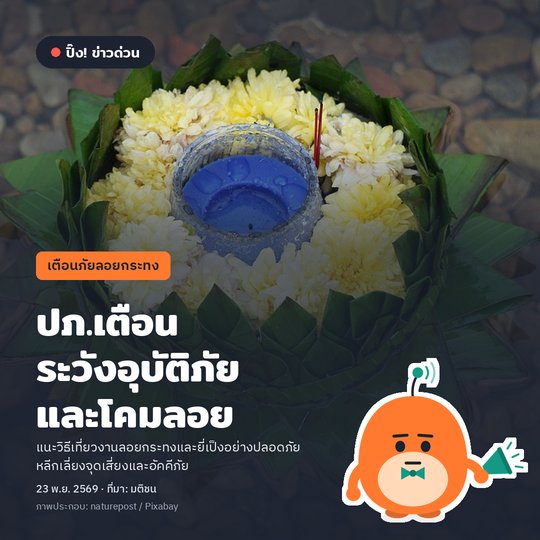 ปิ๊ง! ข่าวด่วน
เตือนภัยลอยกระทง
ปภ.เตือน
ระวังอุบัติภัย
และโคมลอย
แนะวิธีเที่ยวงานลอยกระทงและยี่เป็งอย่างปลอดภัย
หลีกเลี่ยงจุดเสี่ยงและอัคคีภัย
23 พ.ย. 2569 · ที่มา: มติชน
ภาพประกอบ: naturepost / Pixabay